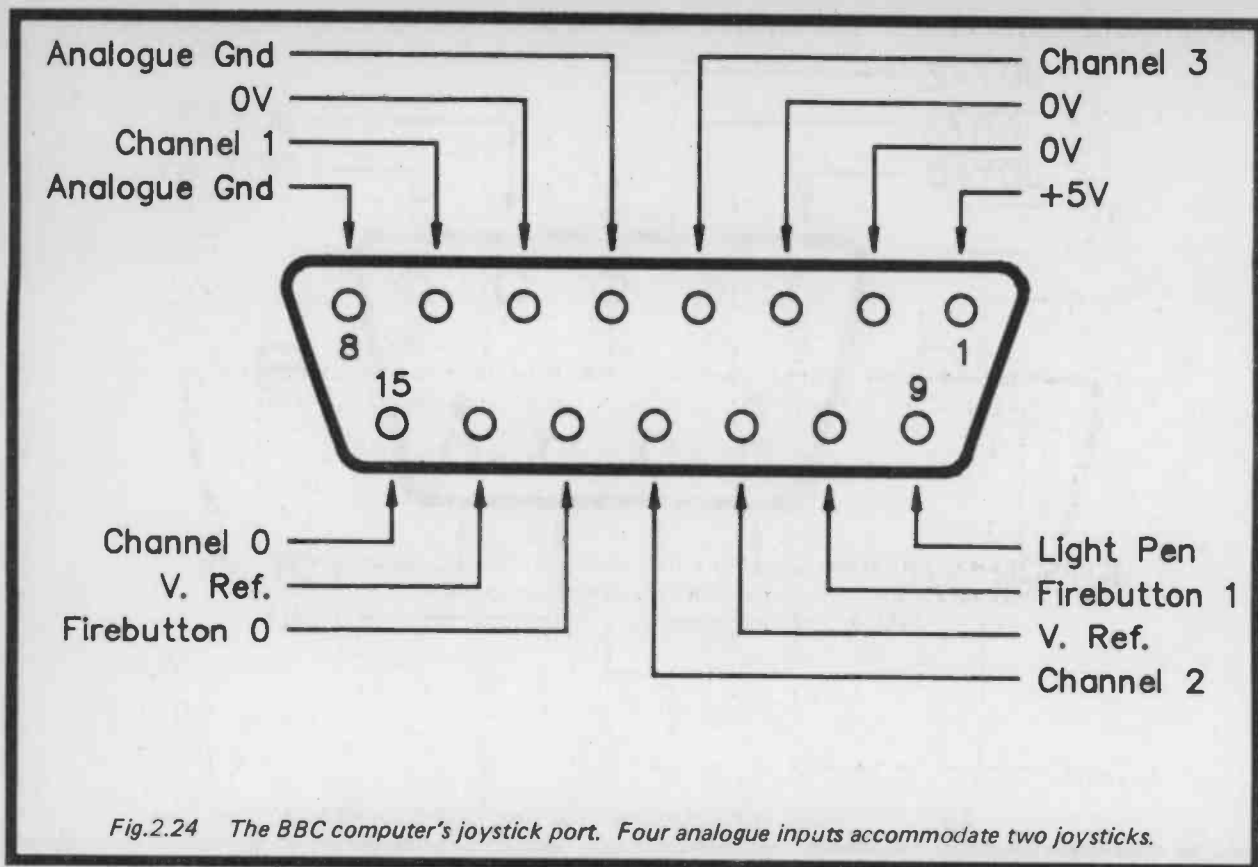 Analogue Gnd
0V
Channel 1
Analogue Gnd
Channel 3
0V
0V
+5V
8
1
15
9
Channel 0
V. Ref.
Firebutton 0
Light Pen
Firebutton 1
V. Ref.
Channel 2
Fig.2.24 The BBC computer's joystick port. Four analogue inputs accommodate two joysticks.